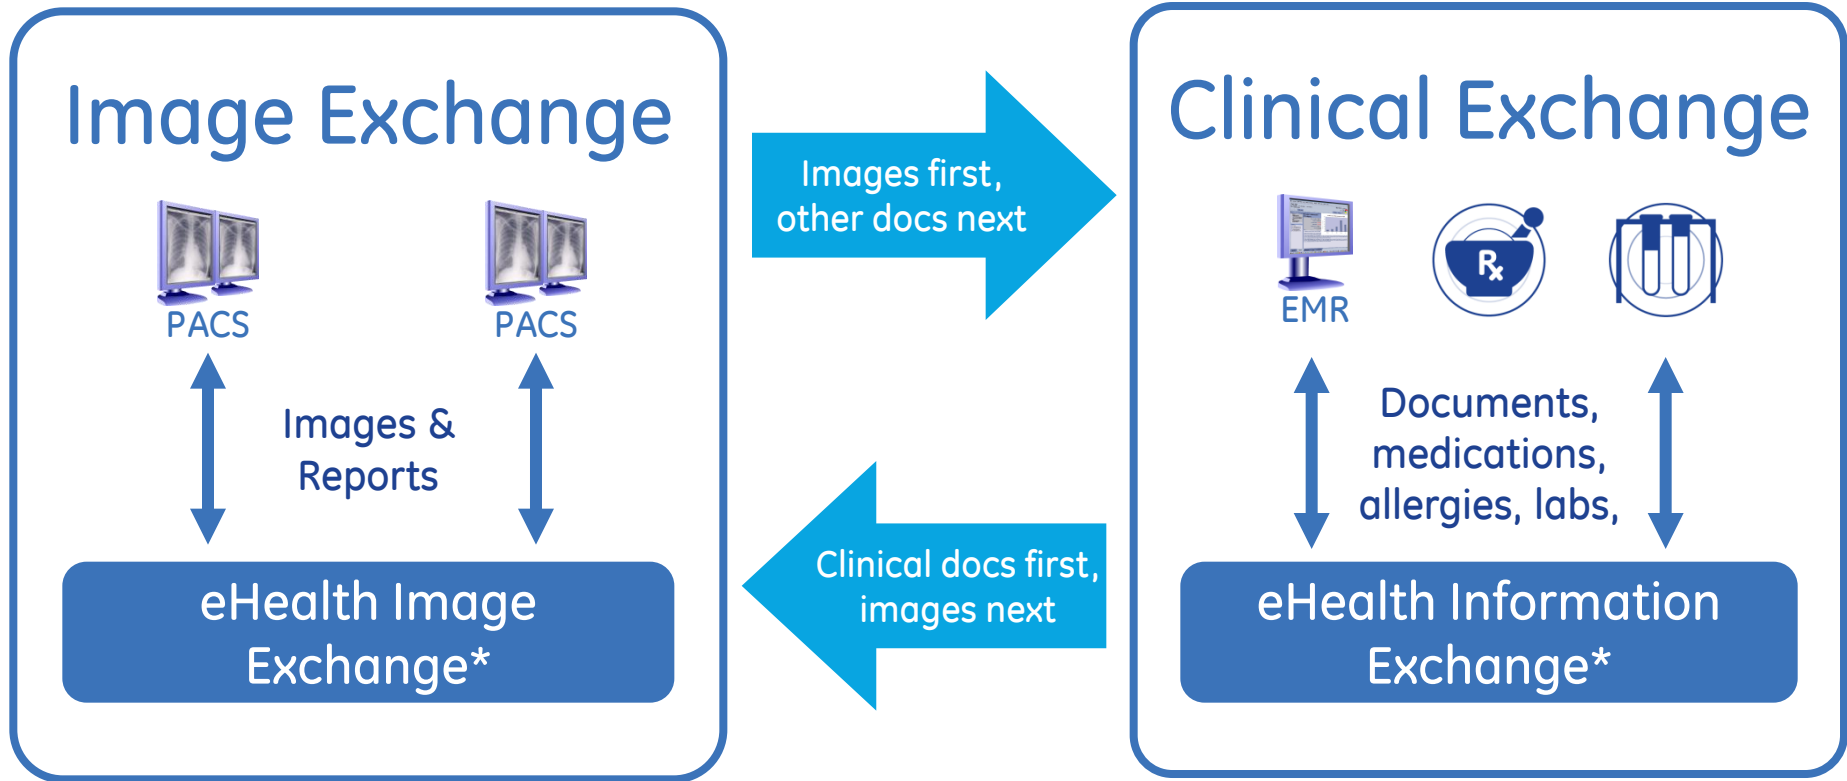 Image Exchange
PACS
PACS
Images &
Reports
eHealth Image
Exchange*
Images first,
other docs next
Clinical docs first,
images next
Clinical Exchange
EMR
Rx
Documents,
medications,
allergies, labs,
eHealth Information
Exchange*